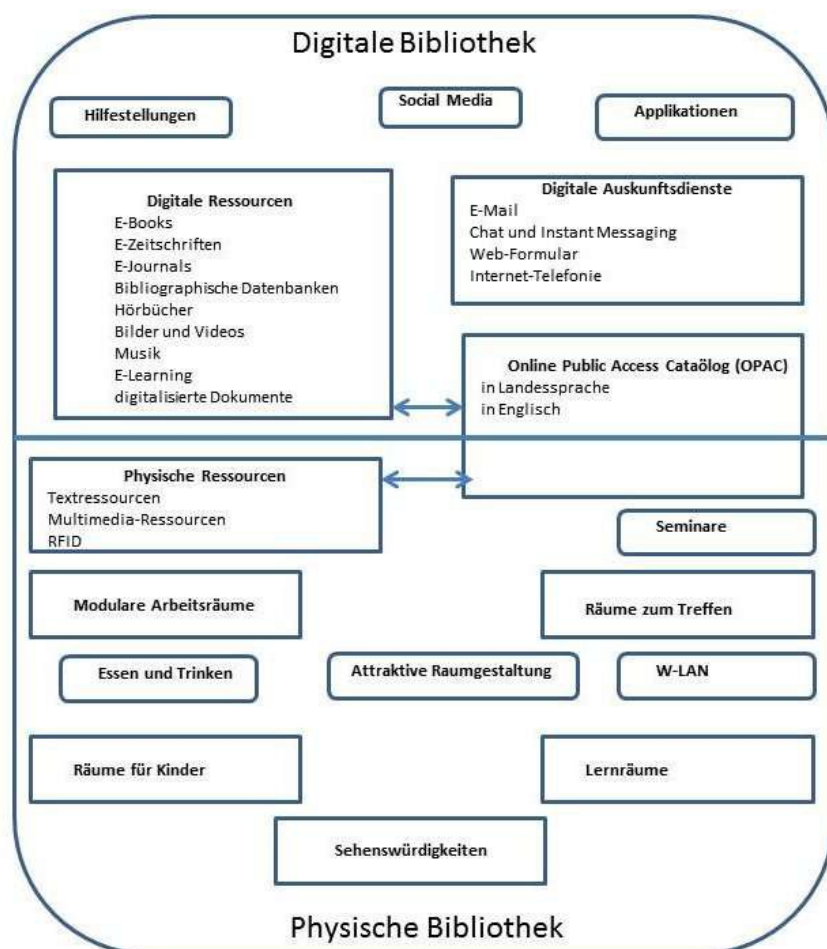 Digitale Bibliothek
Hilfestellungen
Social Media
Applikationen
Digitale Ressourcen
E-Books
E-Zeitschriften
E-Journals
Bibliographische Datenbanken
Hörbücher
Bilder und Videos
Musik
E-Learning
digitalisierte Dokumente
Digitale Auskunftsdienste
E-Mail
Chat und Instant Messaging
Web-Formular
Internet-Telefonie
Online Public Access Cataölog (OPAC)
in Landessprache
in Englisch
Physische Ressourcen
Textressourcen
Multimedia-Ressourcen
RFID
Seminare
Modulare Arbeitsräume
Räume zum Treffen
Essen und Trinken
Attraktive Raumgestaltung
W-LAN
Räume für Kinder
Lernräume
Sehenswürdigkeiten
Physische Bibliothek